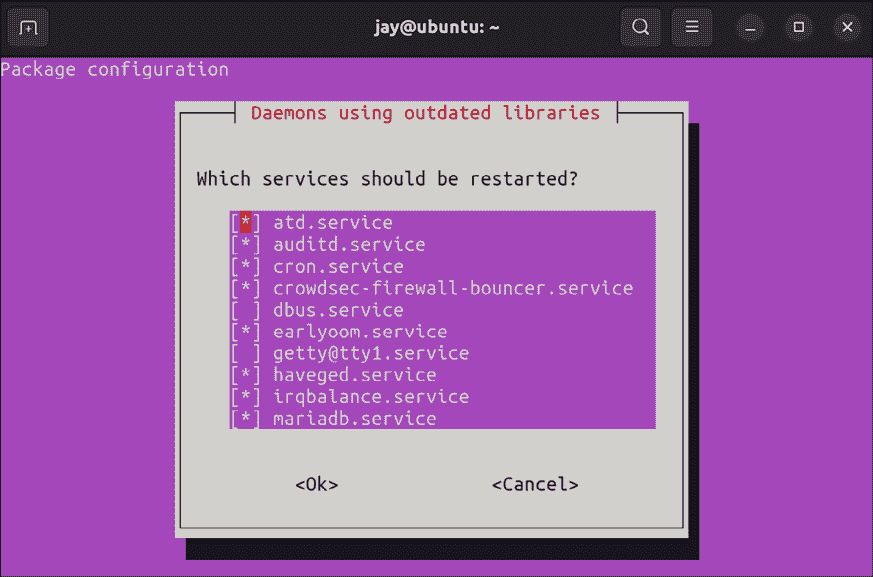 jay@ubuntu: ~
Package configuration
Daemons using outdated libraries
Which services should be restarted?
[*] atd.service
[*] auditd.service
[*] cron.service
[*] crowdsec-firewall-bouncer.service
[ ] dbus.service
[*] earlyoom.service
[ ] getty@tty1.service
[*] haveged.service
[*] irqbalance.service
[*] mariadb.service
<Ok> <Cancel>